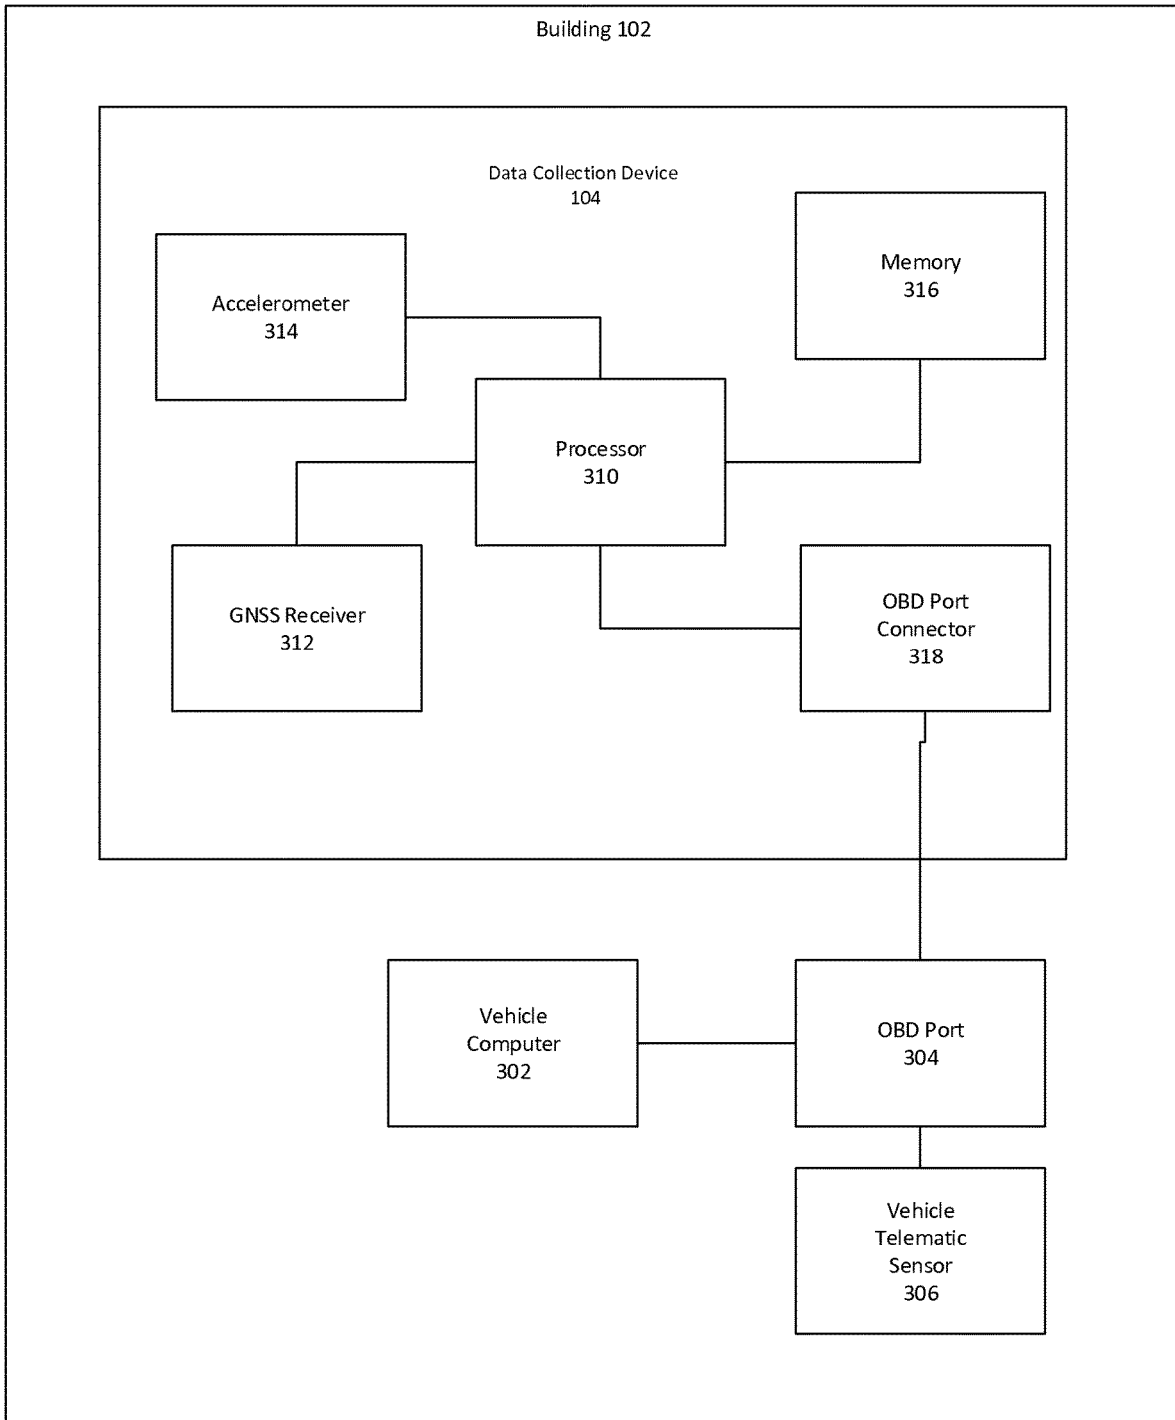 Building 102
Data Collection Device
104
Memory
316
Accelerometer
314
Processor
310
GNSS Receiver
312
OBD Port
Connector
318
Vehicle
Computer
302
OBD Port
304
Vehicle
Telematic
Sensor
306